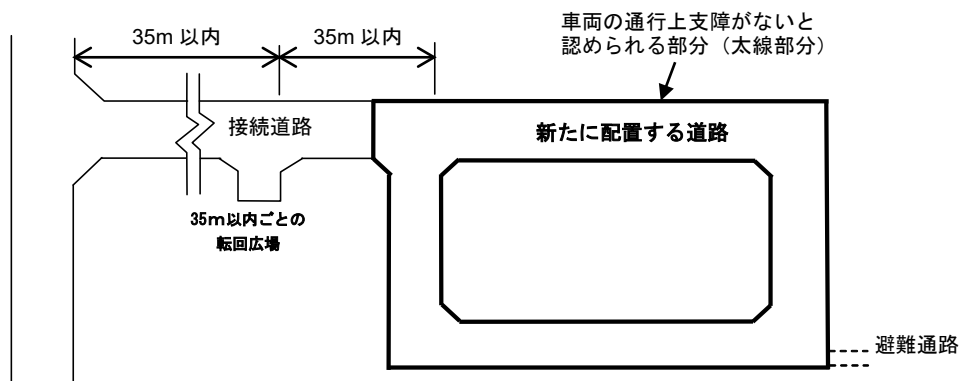 35m 以内
35m 以内
車両の通行上支障がないと
認められる部分（太線部分）
接続道路
新たに配置する道路
35m以内ごとの
転回広場
避難通路